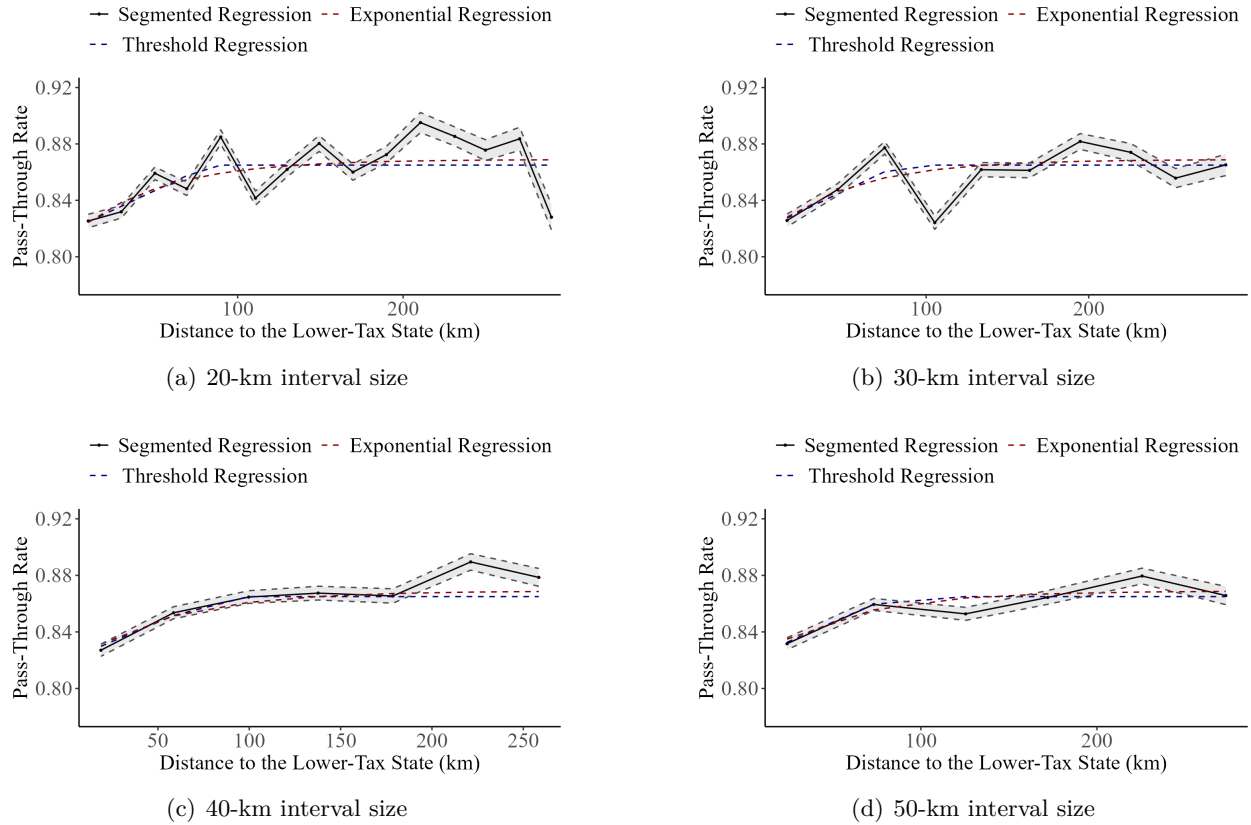 Segmented Regression Exponential Regression
Threshold Regression
Pass-Through Rate
0.92
0.88
0.84
0.80
100 200
Distance to the Lower-Tax State (km)
(a) 20-km interval size
Segmented Regression Exponential Regression
Threshold Regression
Pass-Through Rate
0.92
0.88
0.84
0.80
100 200
Distance to the Lower-Tax State (km)
(b) 30-km interval size
Segmented Regression Exponential Regression
Threshold Regression
Pass-Through Rate
0.92
0.88
0.84
0.80
50 100 150 200 250
Distance to the Lower-Tax State (km)
(c) 40-km interval size
Segmented Regression Exponential Regression
Threshold Regression
Pass-Through Rate
0.92
0.88
0.84
0.80
100 200
Distance to the Lower-Tax State (km)
(d) 50-km interval size